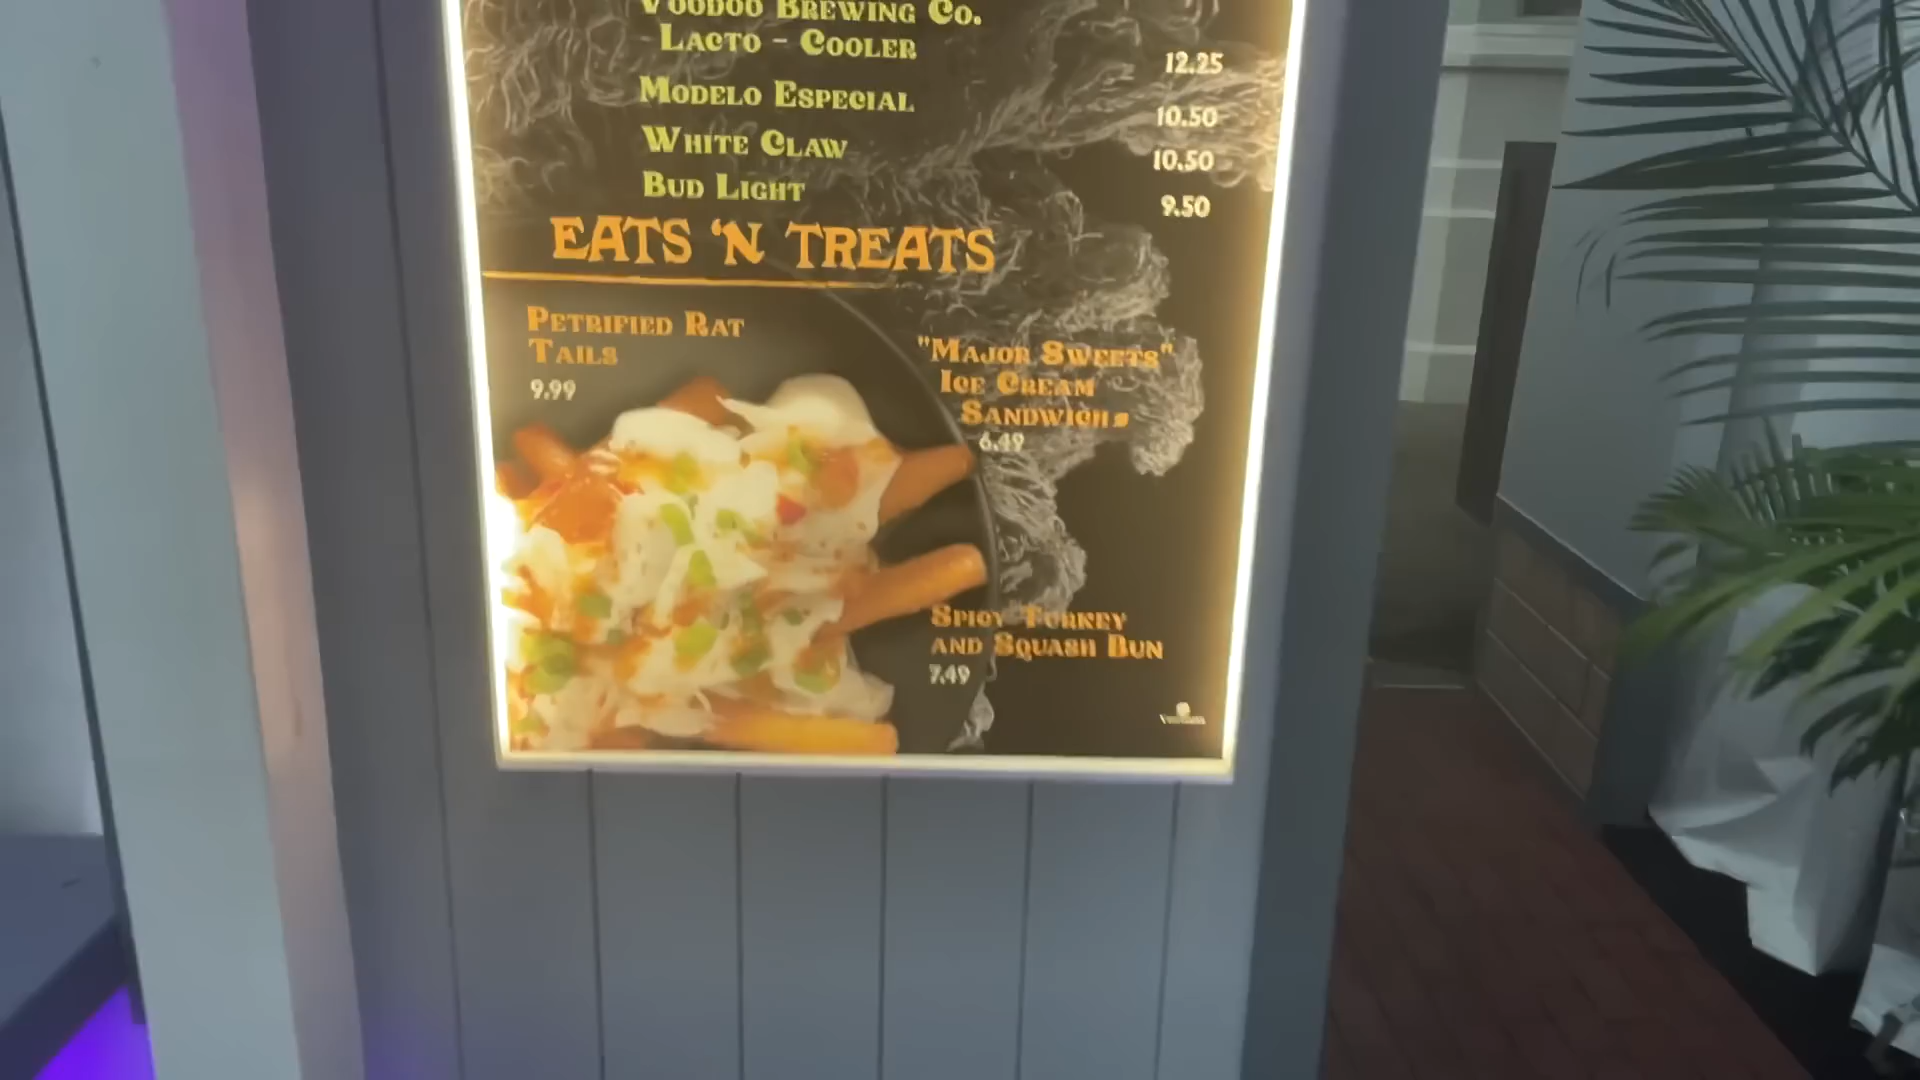 VOODOO BREWING CO.
LACTO - COOLER
12.25
MODELO ESPECIAL
10.50
WHITE CLAW
10.50
BUD LIGHT
9.50
EATS 'N TREATS
PETRIFIED RAT
TAILS
9.99
"MAJOR SWEETS"
ICE CREAM
SANDWICHS
6.49
SPICY TURKEY
AND SQUASH BUN
7.49